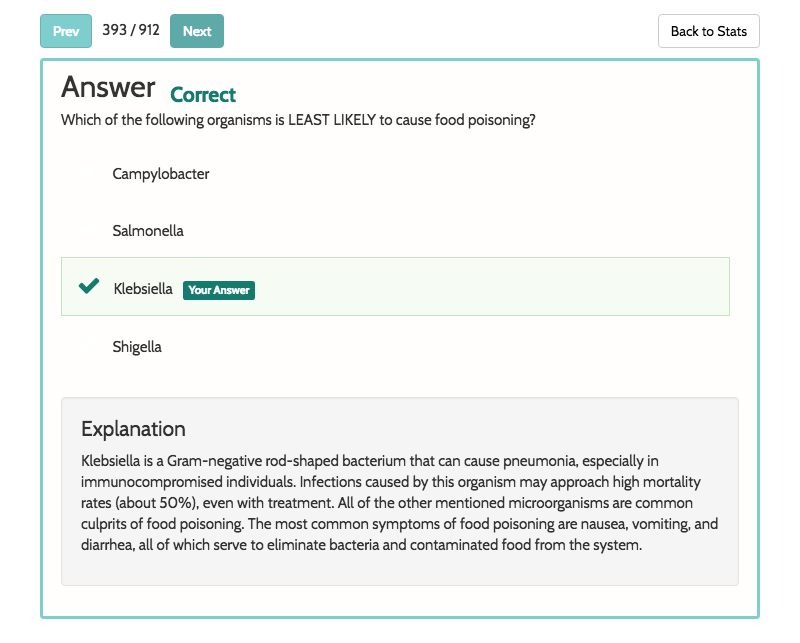 Prev 393 / 912 Next Back to Stats
Answer Correct
Which of the following organisms is LEAST LIKELY to cause food poisoning?
Campylobacter
Salmonella
Klebsiella Your Answer
Shigella
Explanation
Klebsiella is a Gram-negative rod-shaped bacterium that can cause pneumonia, especially in
immunocompromised individuals. Infections caused by this organism may approach high mortality
rates (about 50%), even with treatment. All of the other mentioned microorganisms are common
culprits of food poisoning. The most common symptoms of food poisoning are nausea, vomiting, and
diarrhea, all of which serve to eliminate bacteria and contaminated food from the system.